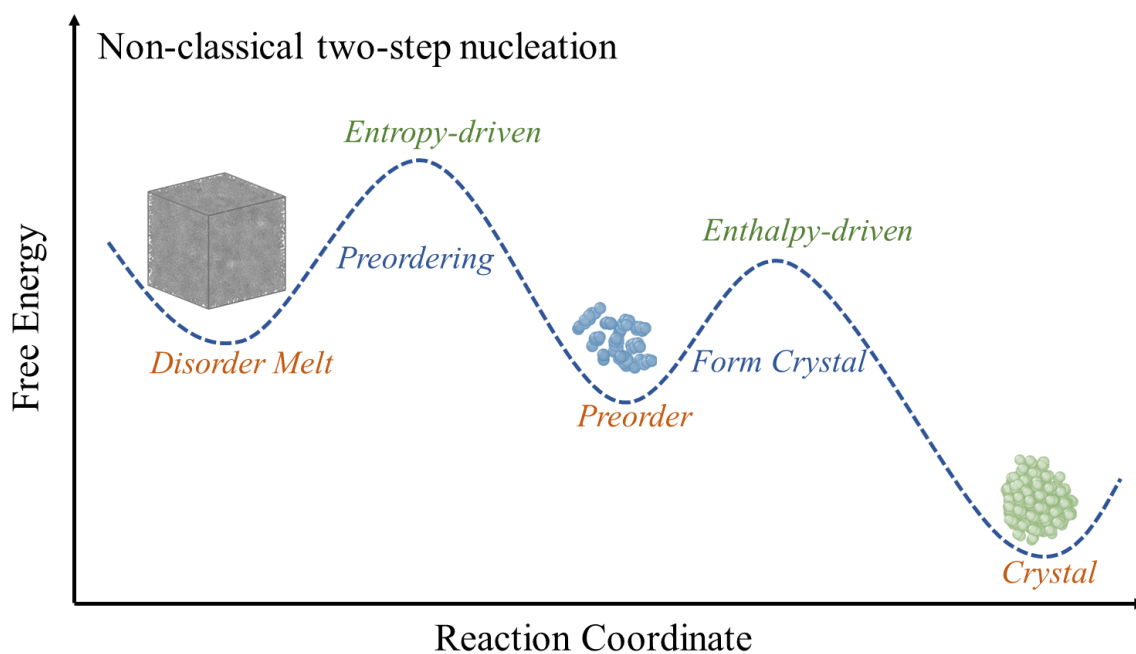 Non-classical two-step nucleation
Entropy-driven
Enthalpy-driven
Preordering
Disorder Melt
Form Crystal
Preorder
Crystal
Free Energy
Reaction Coordinate